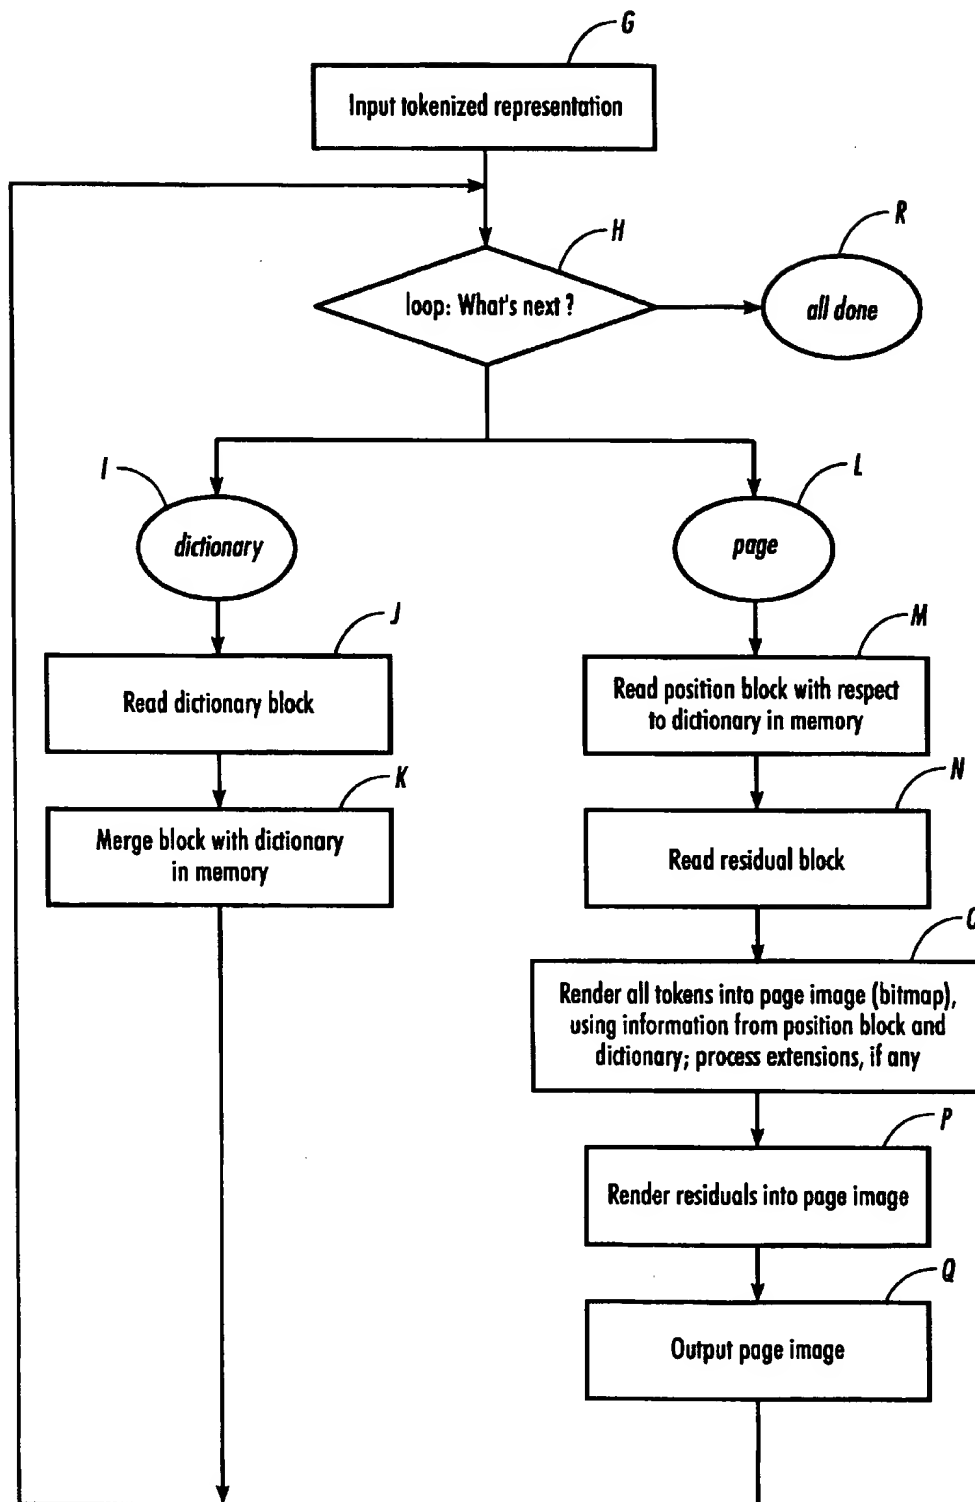 G
Input tokenized representation
H
R
loop: What's next ?
all done
I
L
dictionary
page
J
M
Read dictionary block
Read position block with respect
to dictionary in memory
K
N
Merge block with dictionary
in memory
Read residual block
O
Render all tokens into page image (bitmap),
using information from position block and
dictionary; process extensions, if any
P
Render residuals into page image
Q
Output page image